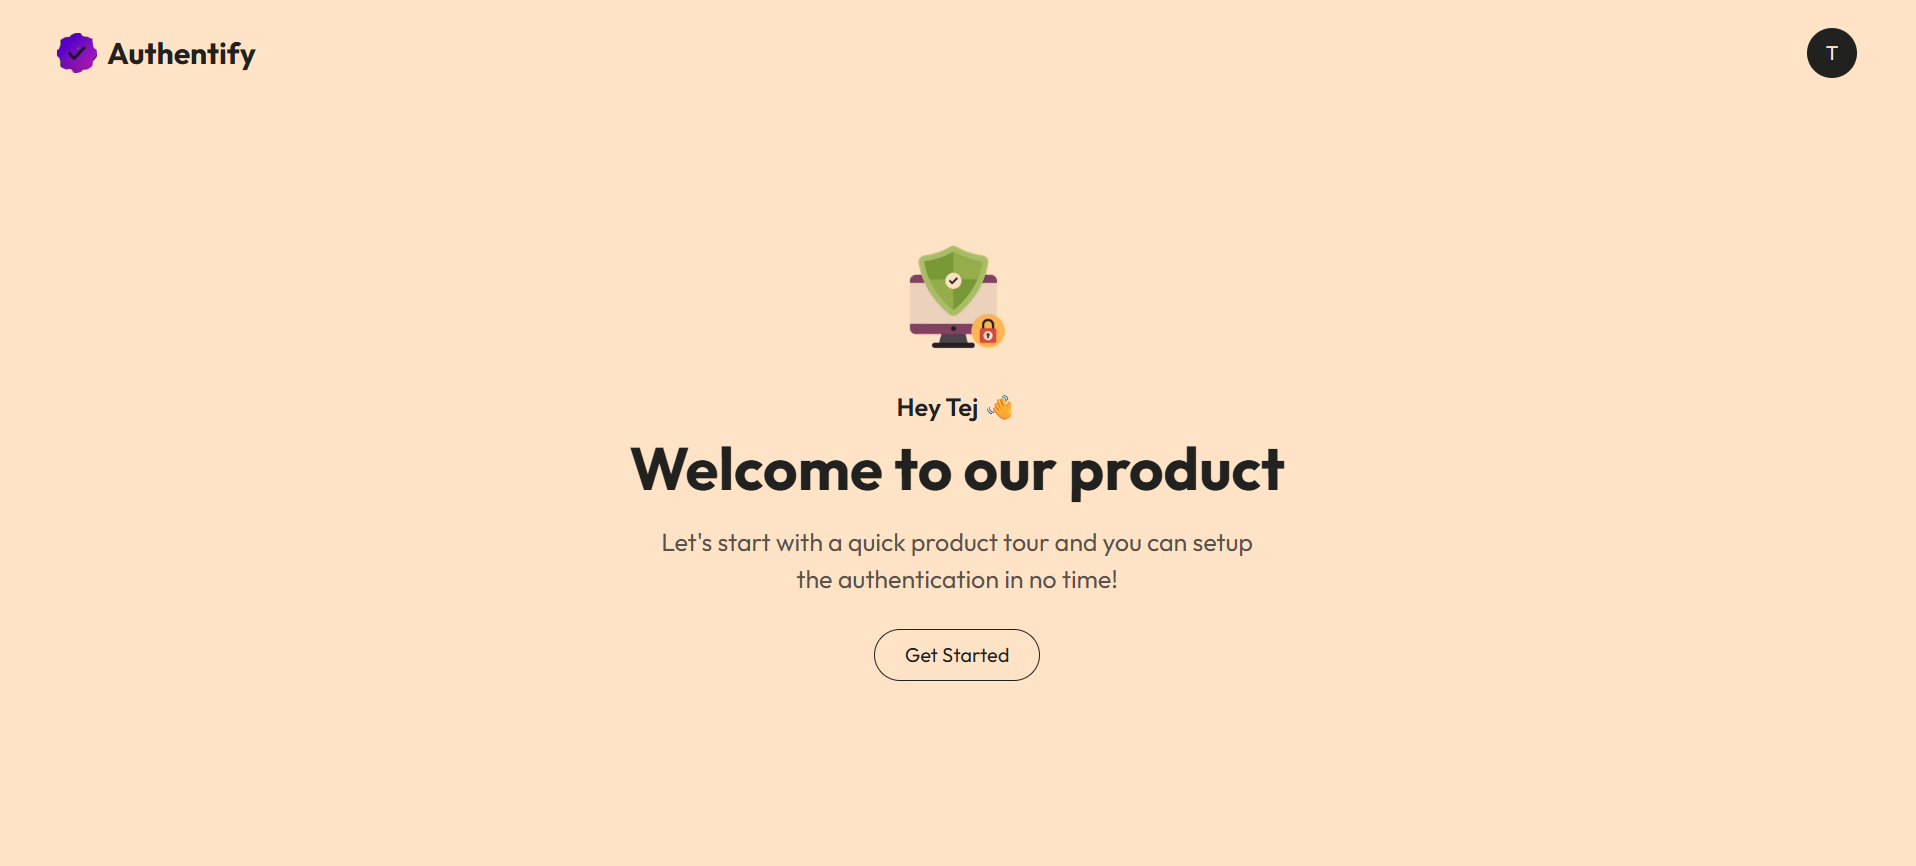 Authentify
T
Hey Tej 👋
Welcome to our product
Let's start with a quick product tour and you can setup
the authentication in no time!
Get Started